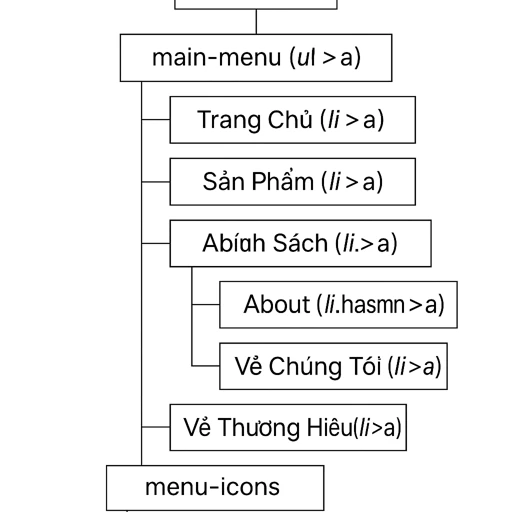 main-menu (ul > a)
Trang Chủ (li > a)
Sản Phẩm (li > a)
Abíɑh Sách (li.> a)
About (li.hasmn > a)
Vẻ Chúng Tói (li>a)
Vẻ Thương Hiêu(li>a)
menu-icons